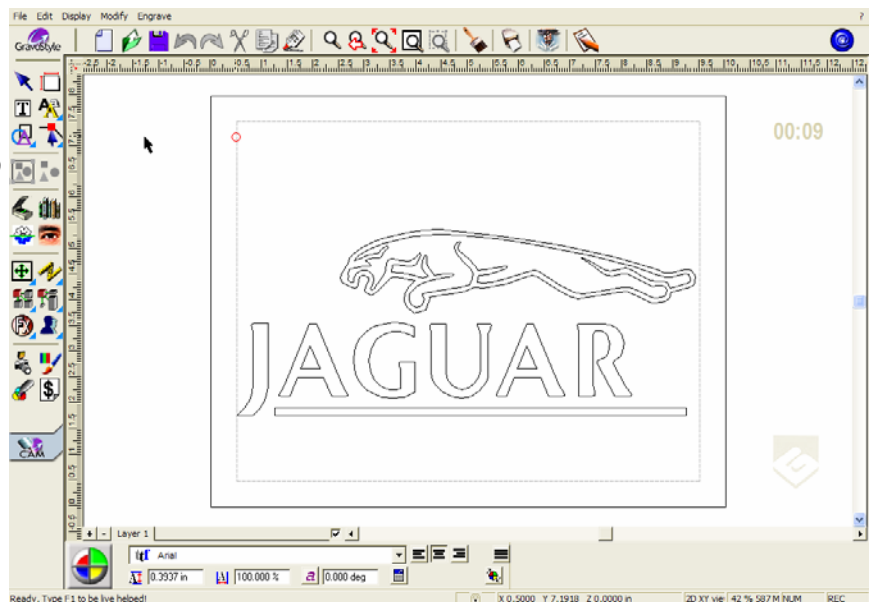 File Edit Display Modify Engrave ?
GravoStyle
00:09
JAGUAR
CAM
+ - Layer 1
Arial
0.3937 in 100.000 % 0.000 deg
Ready. Type F1 to be live helped! X 0.5000 Y 7.1918 Z 0.0000 in 2D XY vie 42 % 587 M NUM REC